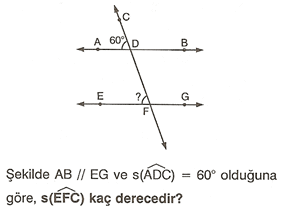 C
60°
A
D
B
E
?
F
G
Şekilde AB // EG ve s(ADC) = 60° olduğuna
göre, s(EFC) kaç derecedir?